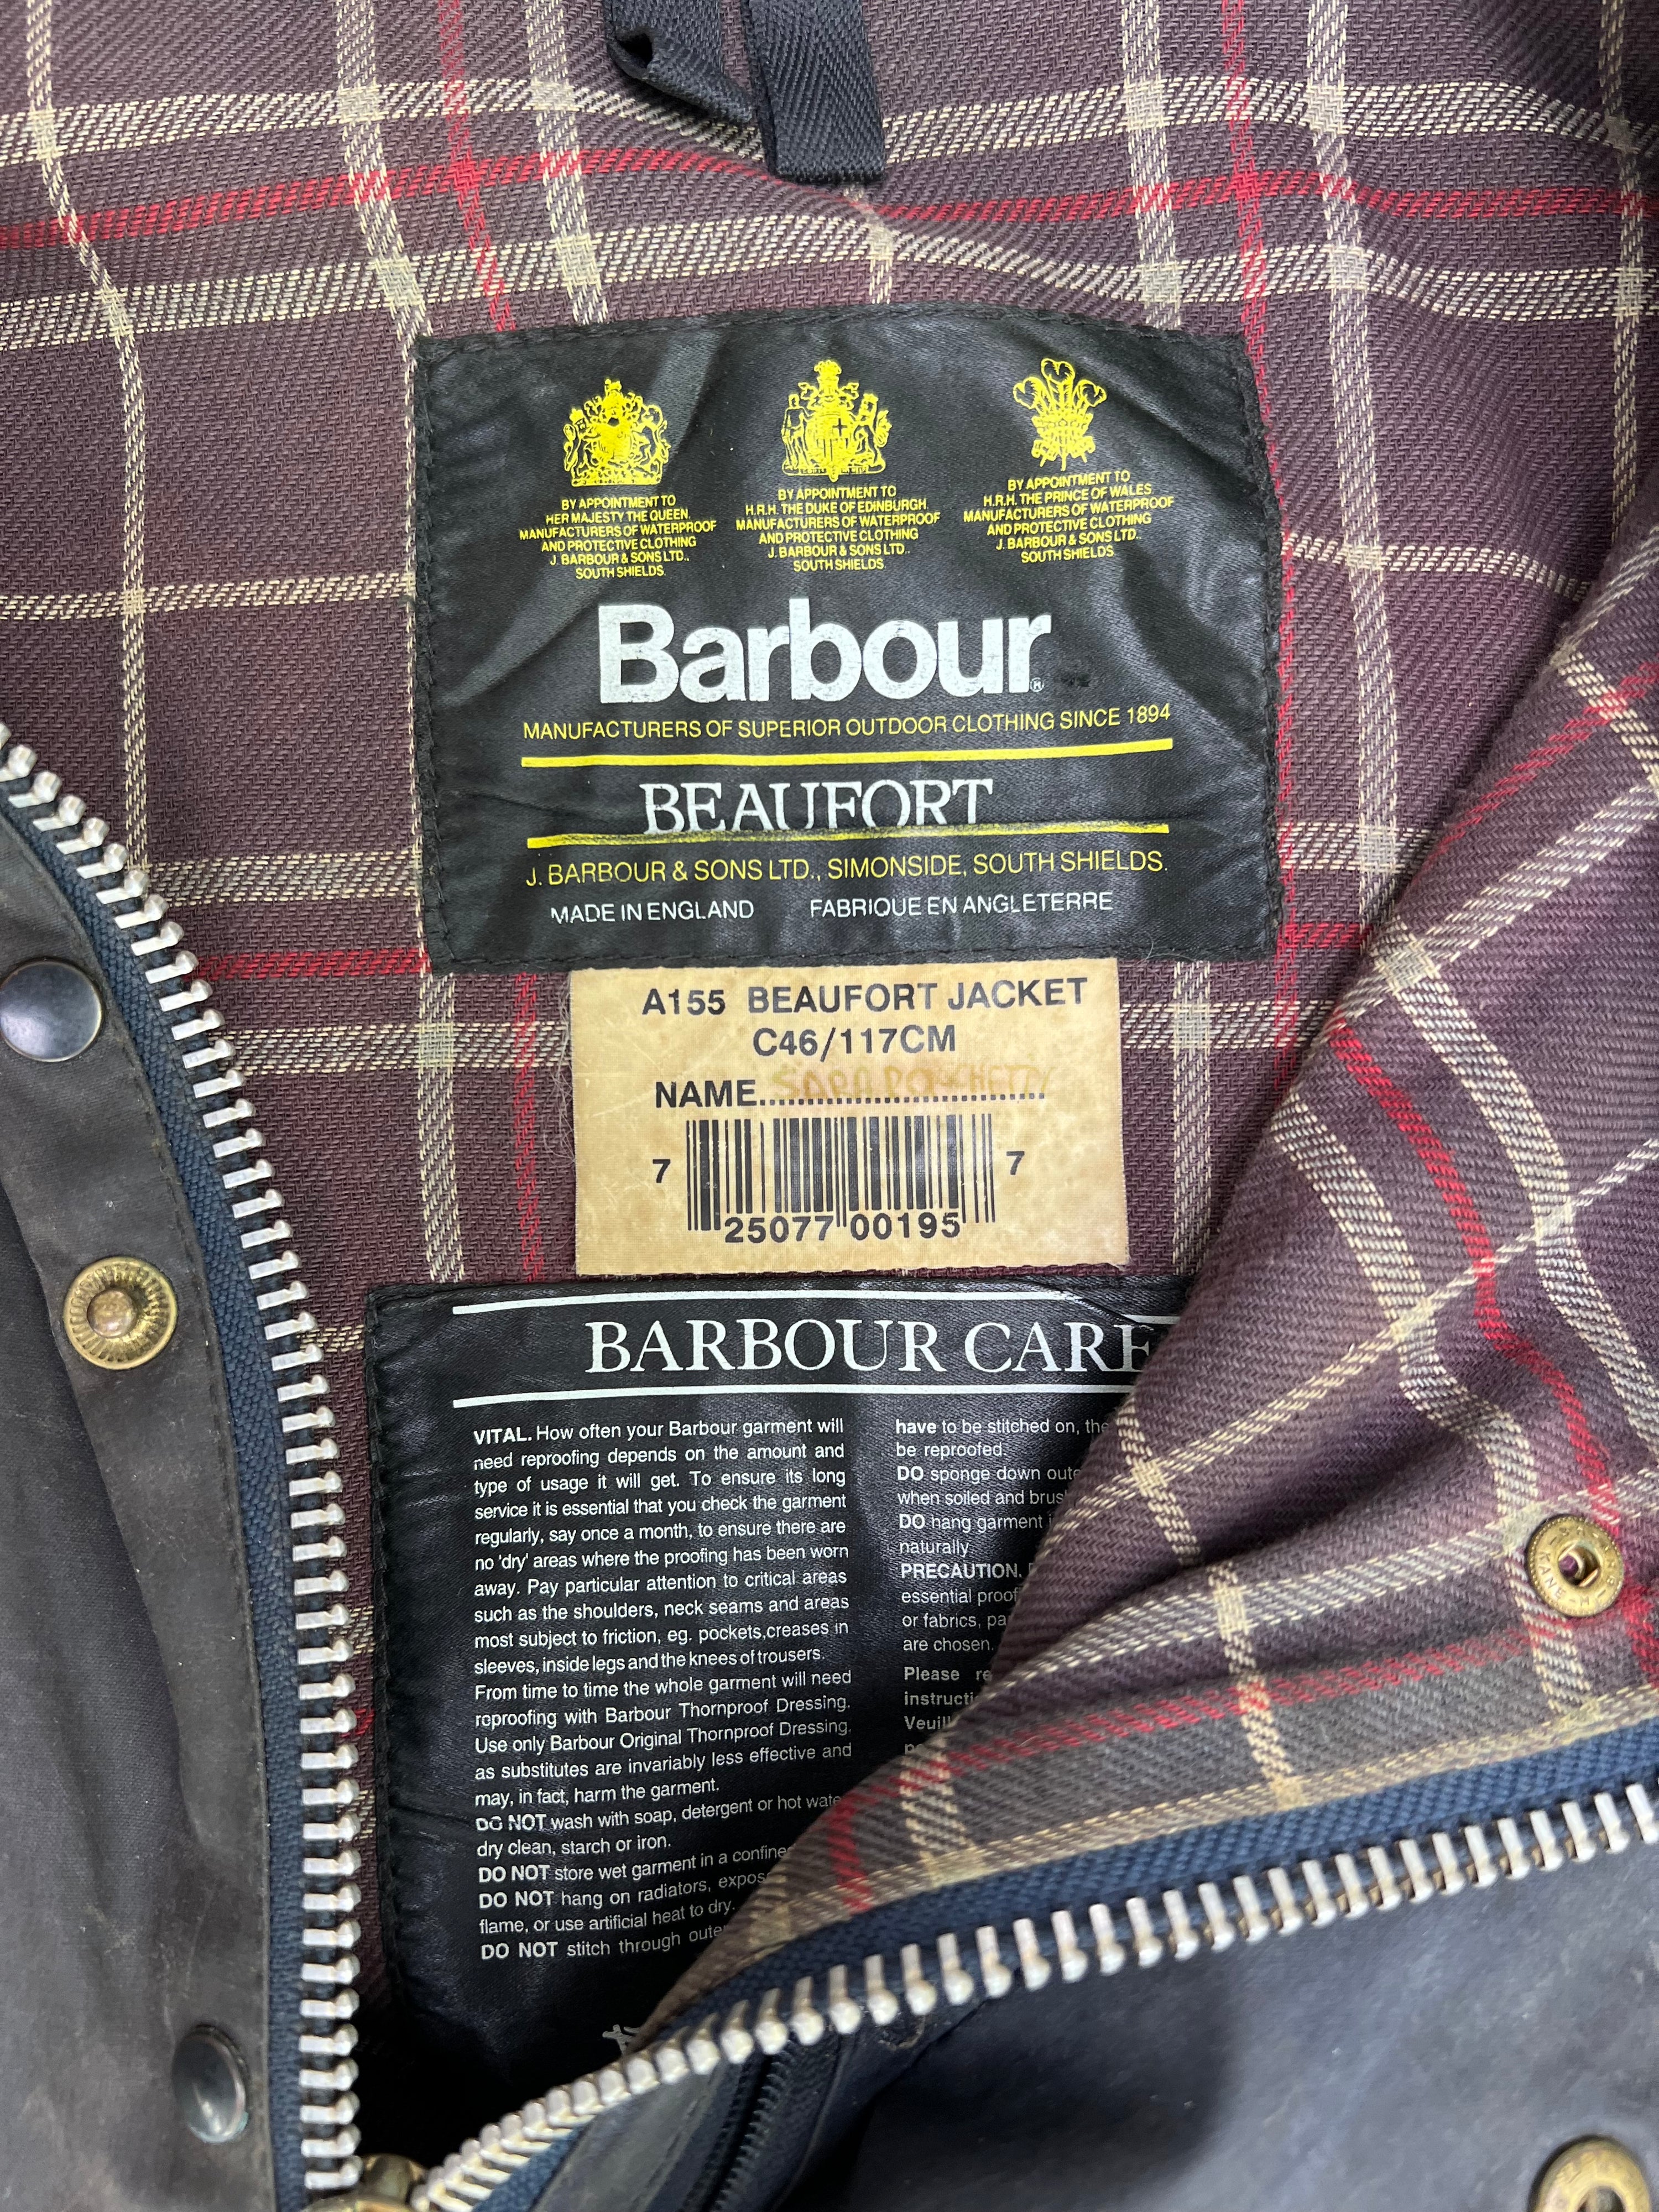 BY APPOINTMENT TO
HER MAJESTY THE QUEEN.
MANUFACTURERS OF WATERPROOF
AND PROTECTIVE CLOTHING
J. BARBOUR & SONS LTD.,
SOUTH SHIELDS.
BY APPOINTMENT TO
H.R.H. THE DUKE OF EDINBURGH.
MANUFACTURERS OF WATERPROOF
AND PROTECTIVE CLOTHING
J. BARBOUR & SONS LTD.,
SOUTH SHIELDS.
BY APPOINTMENT TO
H.R.H. THE PRINCE OF WALES
MANUFACTURERS OF WATERPROOF
AND PROTECTIVE CLOTHING
J. BARBOUR & SONS LTD.,
SOUTH SHIELDS.
Barbour®
MANUFACTURERS OF SUPERIOR OUTDOOR CLOTHING SINCE 1894
BEAUFORT
J. BARBOUR & SONS LTD., SIMONSIDE, SOUTH SHIELDS.
MADE IN ENGLAND FABRIQUE EN ANGLETERRE
A155 BEAUFORT JACKET
C46/117CM
NAME
7 25077 00195 7
BARBOUR CARE
VITAL. How often your Barbour garment will
need reproofing depends on the amount and
type of usage it will get. To ensure its long
service it is essential that you check the garment
regularly, say once a month, to ensure there are
no 'dry' areas where the proofing has been worn
away. Pay particular attention to critical areas
such as the shoulders, neck seams and areas
most subject to friction, eg. pockets,creases in
sleeves, inside legs and the knees of trousers.
From time to time the whole garment will need
reproofing with Barbour Thornproof Dressing.
Use only Barbour Original Thornproof Dressing,
as substitutes are invariably less effective and
may, in fact, harm the garment.
DO NOT wash with soap, detergent or hot wate
dry clean, starch or iron.
DO NOT store wet garment in a confine
DO NOT hang on radiators, expos
flame, or use artificial heat to dry.
DO NOT stitch through oute
have to be stitched on, the
be reproofed.
DO sponge down oute
when soiled and brus
DO hang garment i
naturally
PRECAUTION.
essential proof
or fabrics, pa
are chosen.
Please re
instructi
Veuill